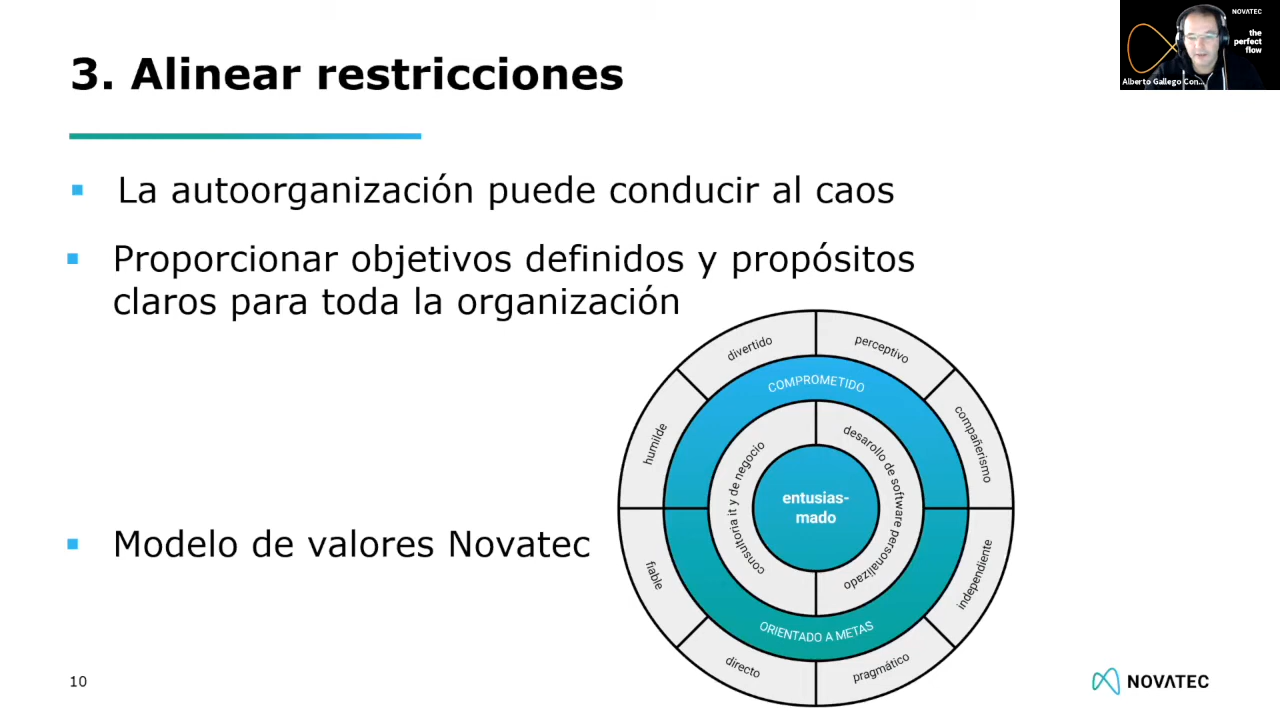 3. Alinear restricciones
La autoorganización puede conducir al caos
Proporcionar objetivos definidos y propósitos
claros para toda la organización
Modelo de valores Novatec
divertido
perceptivo
compañerismo
independiente
pragmático
directo
fiable
humilde
COMPROMETIDO
ORIENTADO A METAS
consultoria it y de negocio
desarollo de software personalizado
entusias-
mado
10
NOVATEC
NOVATEC
the
perfect
flow
Alberto Gallego Con...